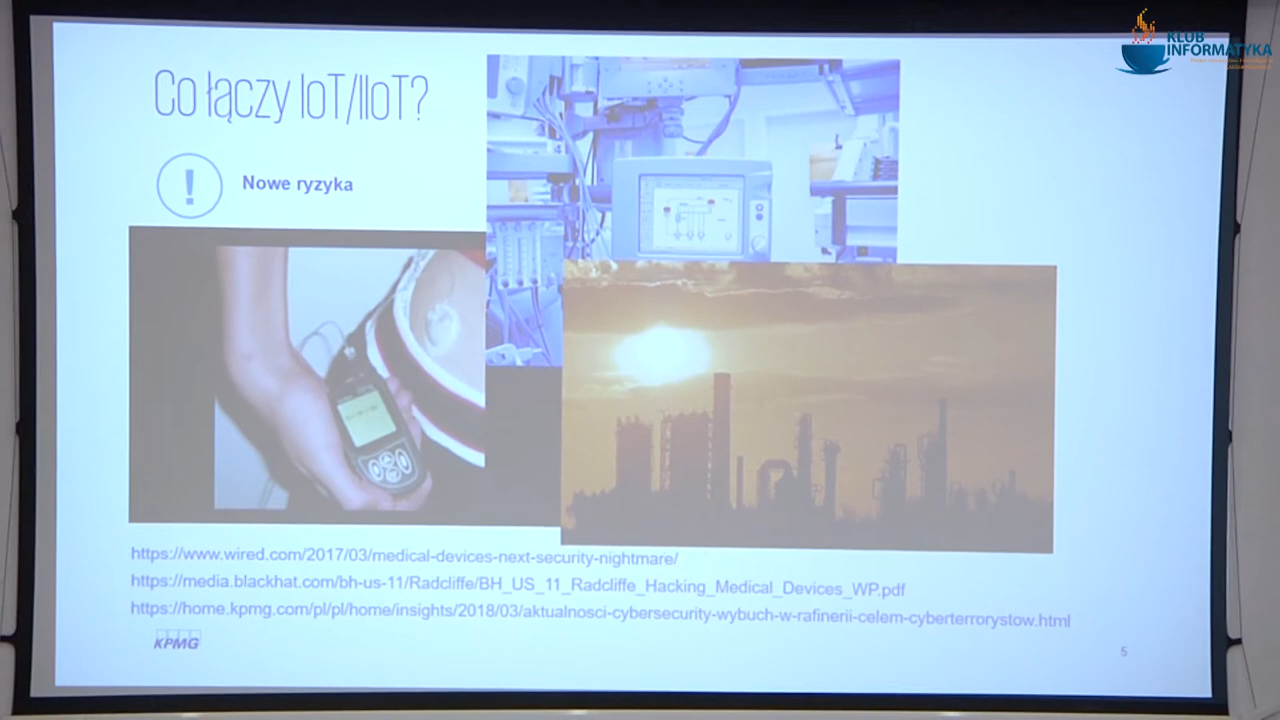 KLUB
INFORMATYKA
Co łączy IoT/IIoT?
!
Nowe ryzyka
https://www.wired.com/2017/03/medical-devices-next-security-nightmare/
https://media.blackhat.com/bh-us-11/Radcliffe/BH_US_11_Radcliffe_Hacking_Medical_Devices_WP.pdf
https://home.kpmg.com/pl/pl/home/insights/2018/03/aktualnosci-cybersecurity-wybuch-w-rafinerii-celem-cyberterrorystow.html
KPMG
5